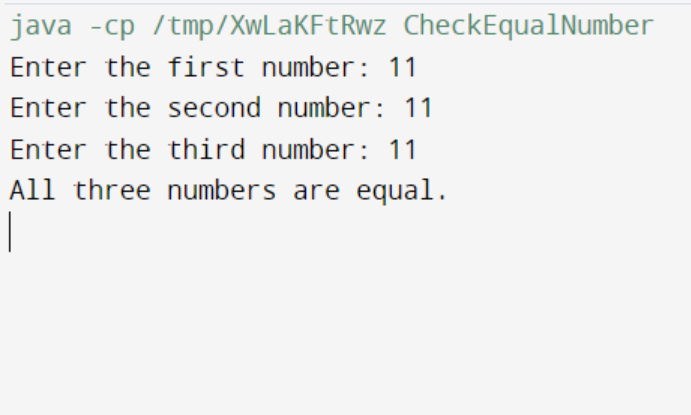 java -cp /tmp/XwLaKFtRwz CheckEqualNumber
Enter the first number: 11
Enter the second number: 11
Enter the third number: 11
All three numbers are equal.